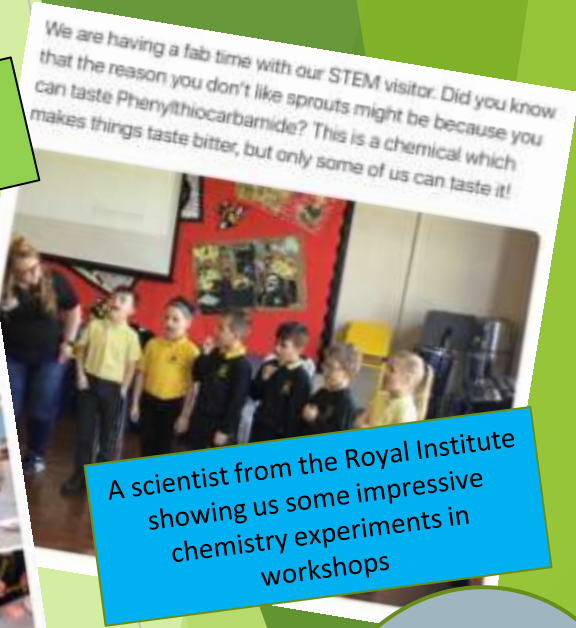 We are having a fab time with our STEM visitor. Did you know
that the reason you don't like sprouts might be because you
can taste Phenylthiocarbamide? This is a chemical which
makes things taste bitter, but only some of us can taste it!
A scientist from the Royal Institute
showing us some impressive
chemistry experiments in
workshops